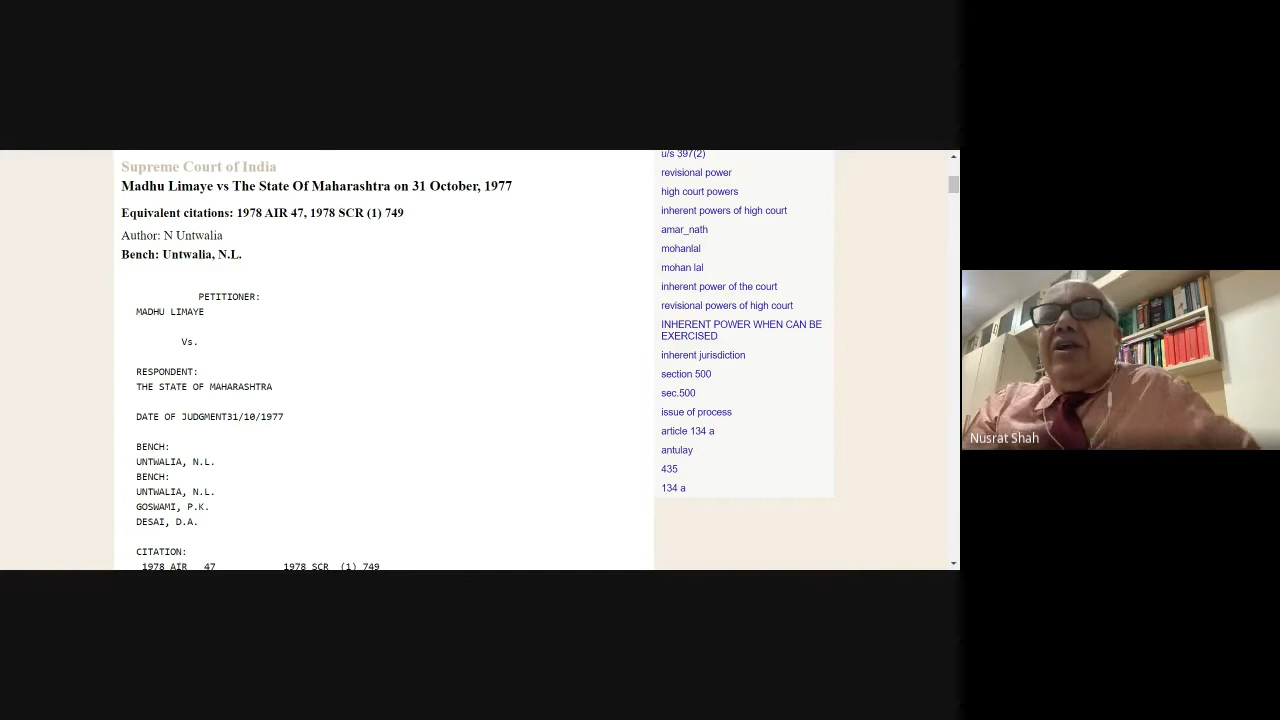 Supreme Court of India
Madhu Limaye vs The State Of Maharashtra on 31 October, 1977
Equivalent citations: 1978 AIR 47, 1978 SCR (1) 749
Author: N Untwalia
Bench: Untwalia, N.L.
PETITIONER:
MADHU LIMAYE
Vs.
RESPONDENT:
THE STATE OF MAHARASHTRA
DATE OF JUDGMENT31/10/1977
BENCH:
UNTWALIA, N.L.
BENCH:
UNTWALIA, N.L.
GOSWAMI, P.K.
DESAI, D.A.
CITATION:
1978 AIR 47 1978 SCR (1) 749
u/s 397(2)
revisional power
high court powers
inherent powers of high court
amar_nath
mohanlal
mohan lal
inherent power of the court
revisional powers of high court
INHERENT POWER WHEN CAN BE
EXERCISED
inherent jurisdiction
section 500
sec.500
issue of process
article 134 a
antulay
435
134 a
Nusrat Shah